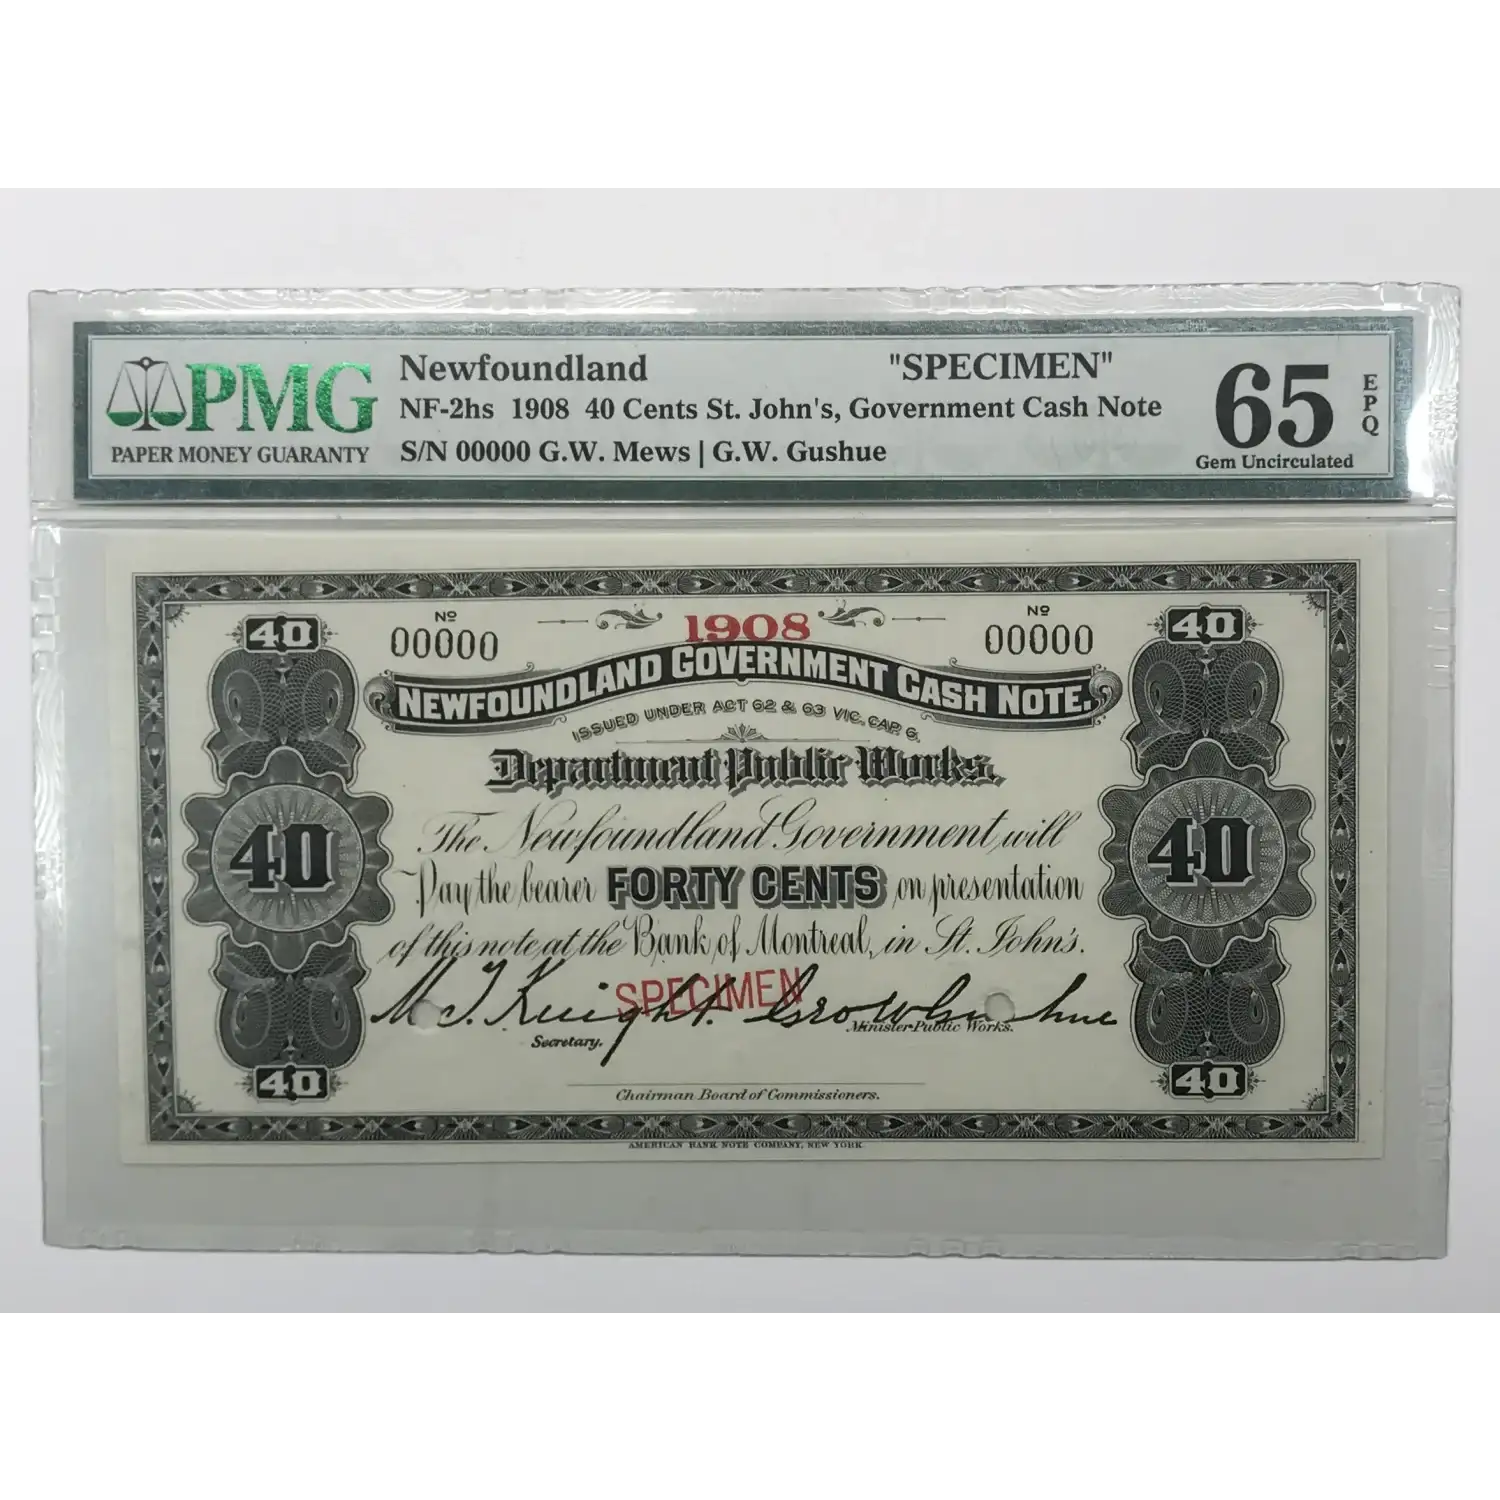 PMG
PAPER MONEY GUARANTY
Newfoundland "SPECIMEN"
NF-2hs 1908 40 Cents St. John's, Government Cash Note
S/N 00000 G.W. Mews | G.W. Gushue
65 EPQ
Gem Uncirculated
40 Nº 00000 1908 Nº 00000 40
NEWFOUNDLAND GOVERNMENT CASH NOTE.
ISSUED UNDER ACT 62 & 63 VIC. CAP. 6.
Department Public Works.
The Newfoundland Government will
40 Pay the bearer FORTY CENTS on presentation 40
of this note at the Bank of Montreal, in St. John's.
SPECIMEN
M. J. Knight. Geo W Gushue
Secretary. Minister Public Works.
40 40
Chairman Board of Commissioners.
AMERICAN BANK NOTE COMPANY, NEW YORK.